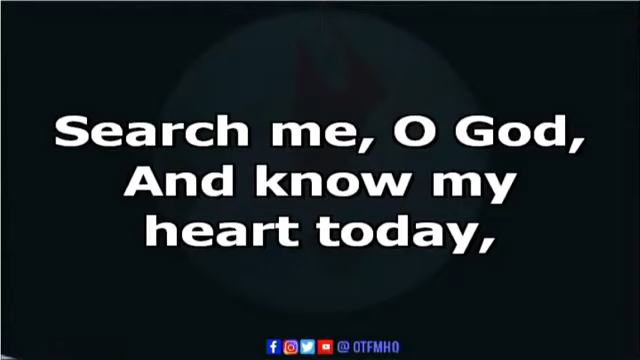 Search me, O God,
And know my
heart today,
@ OTFMHQ